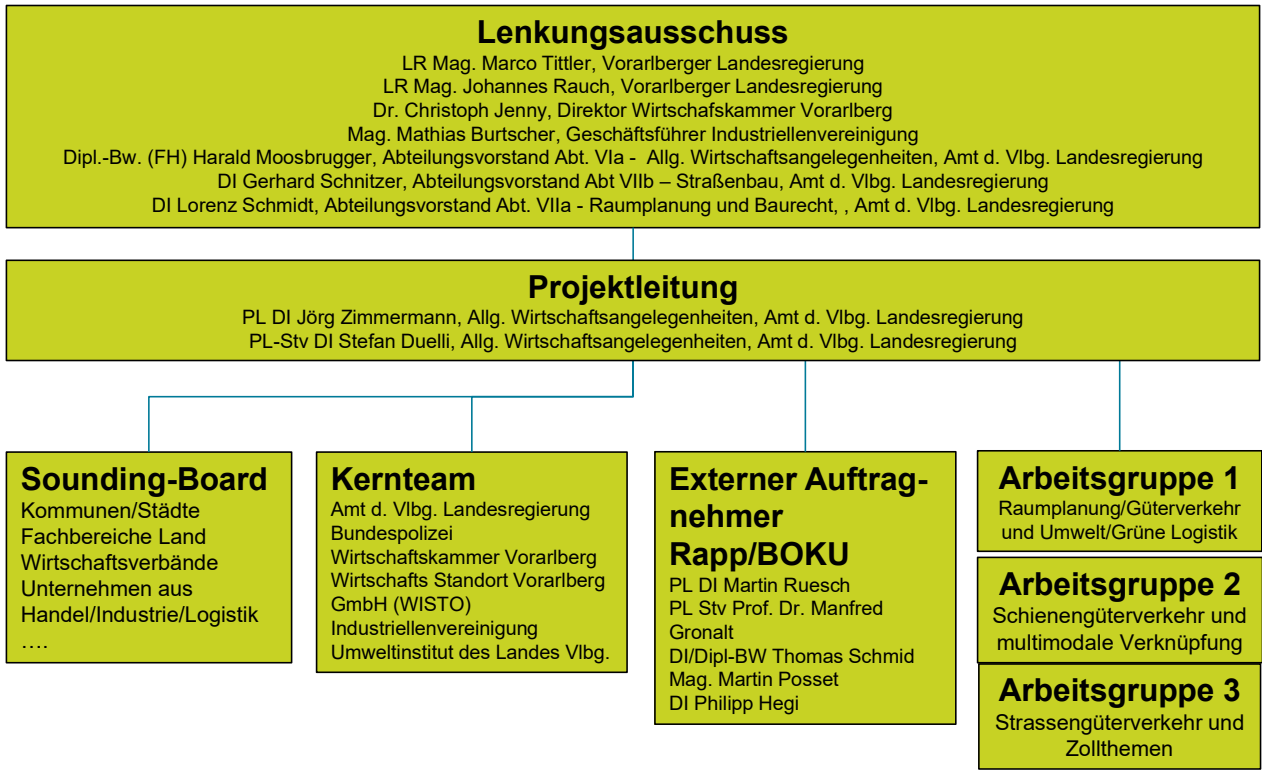 Lenkungsausschuss
LR Mag. Marco Tittler, Vorarlberger Landesregierung
LR Mag. Johannes Rauch, Vorarlberger Landesregierung
Dr. Christoph Jenny, Direktor Wirtschafskammer Vorarlberg
Mag. Mathias Burtscher, Geschäftsführer Industriellenvereinigung
Dipl.-Bw. (FH) Harald Moosbrugger, Abteilungsvorstand Abt. VIa - Allg. Wirtschaftsangelegenheiten, Amt d. Vlbg. Landesregierung
DI Gerhard Schnitzer, Abteilungsvorstand Abt VIIb – Straßenbau, Amt d. Vlbg. Landesregierung
DI Lorenz Schmidt, Abteilungsvorstand Abt. VIIa - Raumplanung und Baurecht, , Amt d. Vlbg. Landesregierung
Projektleitung
PL DI Jörg Zimmermann, Allg. Wirtschaftsangelegenheiten, Amt d. Vlbg. Landesregierung
PL-Stv DI Stefan Duelli, Allg. Wirtschaftsangelegenheiten, Amt d. Vlbg. Landesregierung
Sounding-Board
Kommunen/Städte
Fachbereiche Land
Wirtschaftsverbände
Unternehmen aus
Handel/Industrie/Logistik
….
Kernteam
Amt d. Vlbg. Landesregierung
Bundespolizei
Wirtschaftskammer Vorarlberg
Wirtschafts Standort Vorarlberg
GmbH (WISTO)
Industriellenvereinigung
Umweltinstitut des Landes Vlbg.
Externer Auftrag-
nehmer
Rapp/BOKU
PL DI Martin Ruesch
PL Stv Prof. Dr. Manfred
Gronalt
DI/Dipl-BW Thomas Schmid
Mag. Martin Posset
DI Philipp Hegi
Arbeitsgruppe 1
Raumplanung/Güterverkehr
und Umwelt/Grüne Logistik
Arbeitsgruppe 2
Schienengüterverkehr und
multimodale Verknüpfung
Arbeitsgruppe 3
Strassengüterverkehr und
Zollthemen